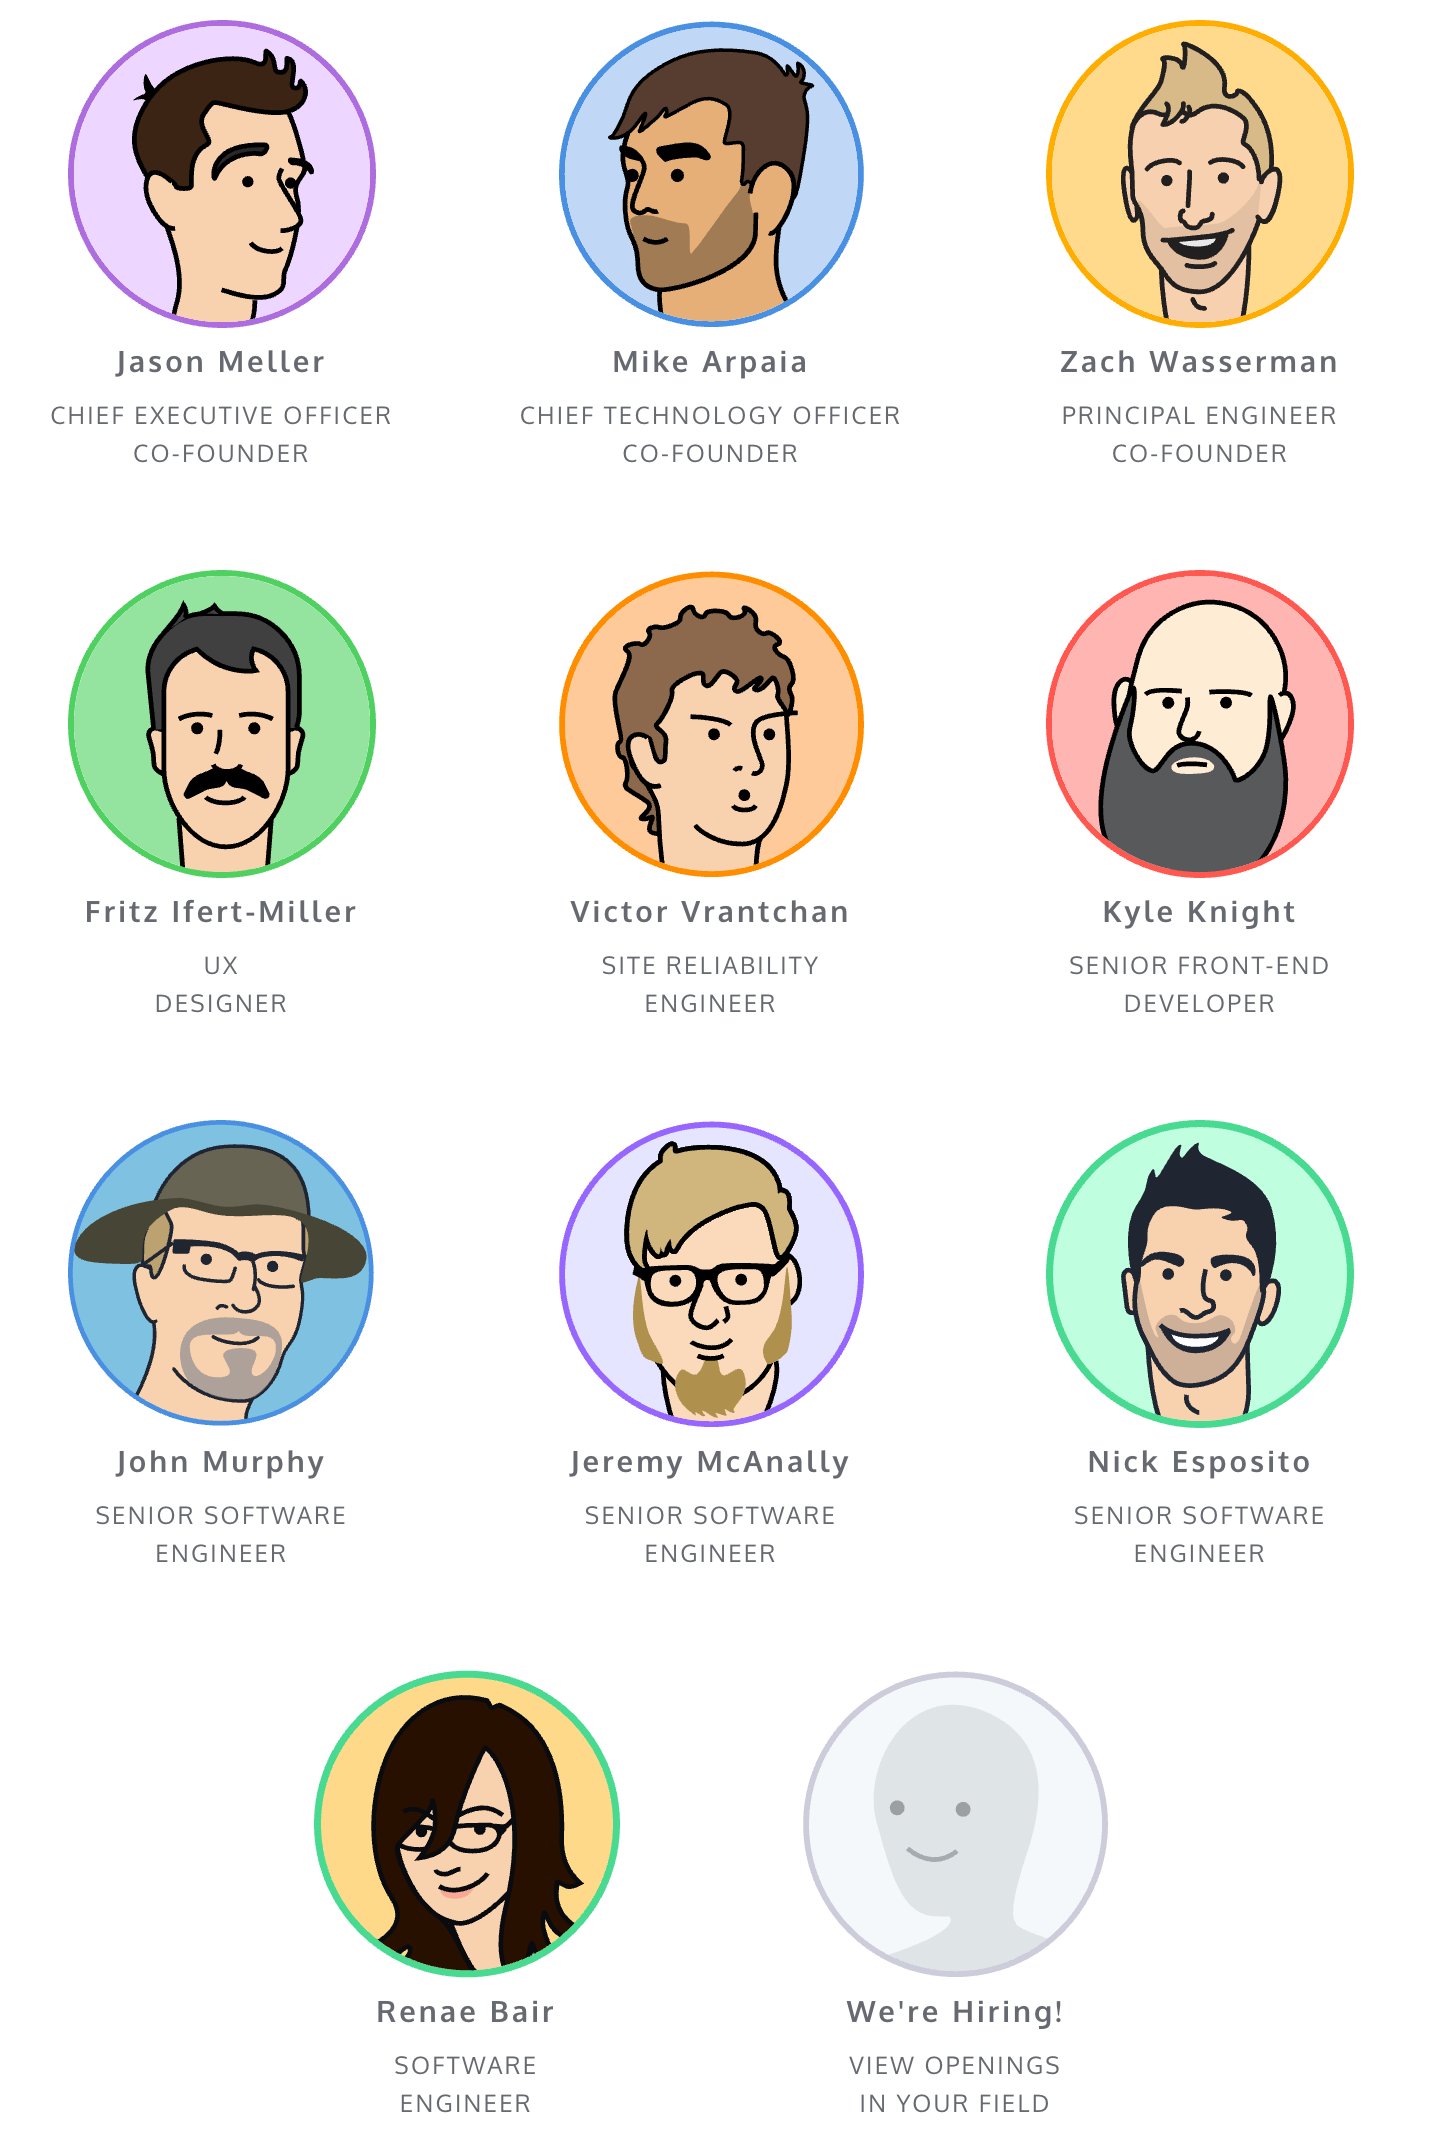 Jason Meller
CHIEF EXECUTIVE OFFICER
CO-FOUNDER
Mike Arpaia
CHIEF TECHNOLOGY OFFICER
CO-FOUNDER
Zach Wasserman
PRINCIPAL ENGINEER
CO-FOUNDER
Fritz Ifert-Miller
UX
DESIGNER
Victor Vrantchan
SITE RELIABILITY
ENGINEER
Kyle Knight
SENIOR FRONT-END
DEVELOPER
John Murphy
SENIOR SOFTWARE
ENGINEER
Jeremy McAnally
SENIOR SOFTWARE
ENGINEER
Nick Esposito
SENIOR SOFTWARE
ENGINEER
Renae Bair
SOFTWARE
ENGINEER
We're Hiring!
VIEW OPENINGS
IN YOUR FIELD